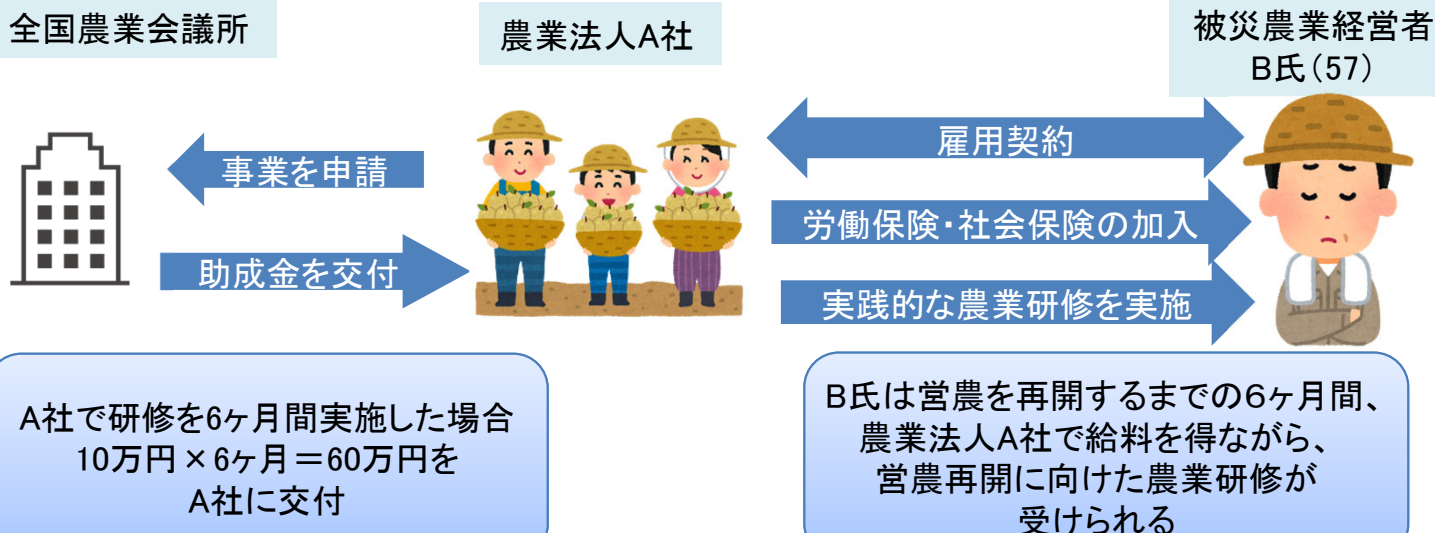 全国農業会議所
農業法人A社
被災農業経営者
B氏(57)
事業を申請
助成金を交付
雇用契約
労働保険・社会保険の加入
実践的な農業研修を実施
A社で研修を6ヶ月間実施した場合
10万円×6ヶ月＝60万円を
A社に交付
B氏は営農を再開するまでの6ヶ月間、
農業法人A社で給料を得ながら、
営農再開に向けた農業研修が
受けられる